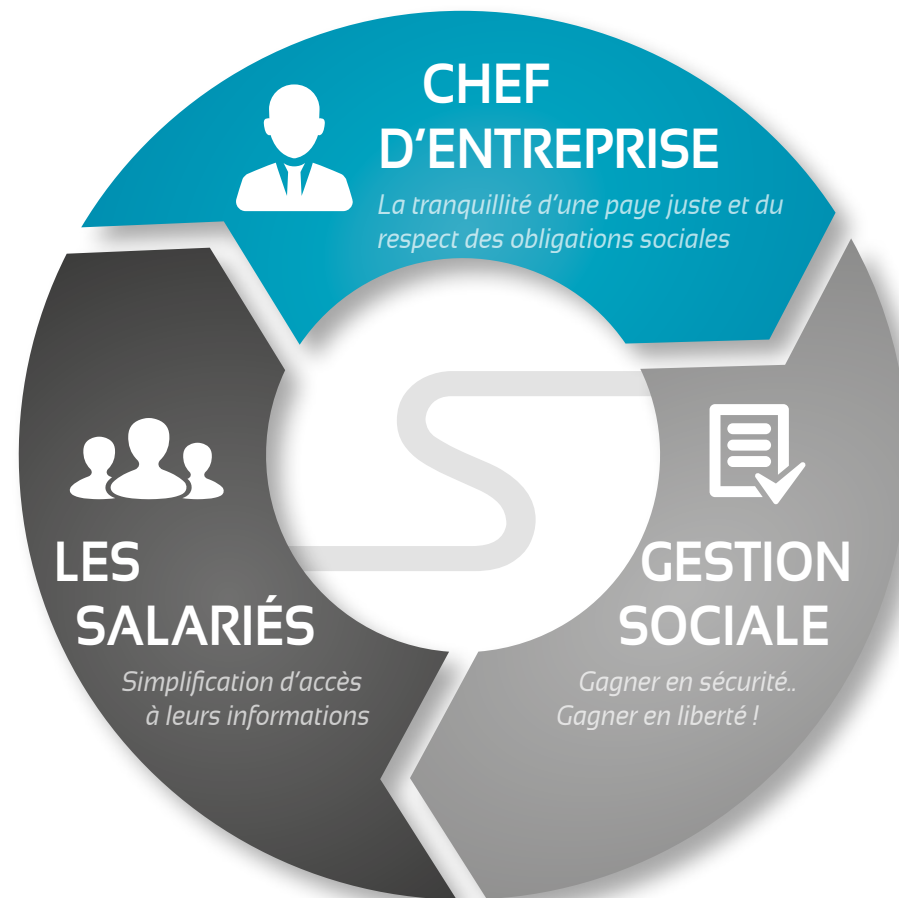 CHEF
D’ENTREPRISE
La tranquillité d’une paye juste et du
respect des obligations sociales
LES
SALARIÉS
Simplification d’accès
à leurs informations
GESTION
SOCIALE
Gagner en sécurité..
Gagner en liberté !